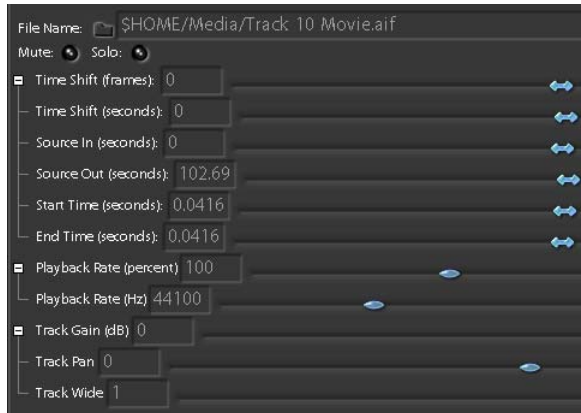 File Name: $HOME/Media/Track 10 Movie.aif
Mute: Solo:
Time Shift (frames): 0
Time Shift (seconds): 0
Source In (seconds): 0
Source Out (seconds): 102.69
Start Time (seconds): 0.0416
End Time (seconds): 0.0416
Playback Rate (percent) 100
Playback Rate (Hz) 44100
Track Gain (dB) 0
Track Pan 0
Track Wide 1